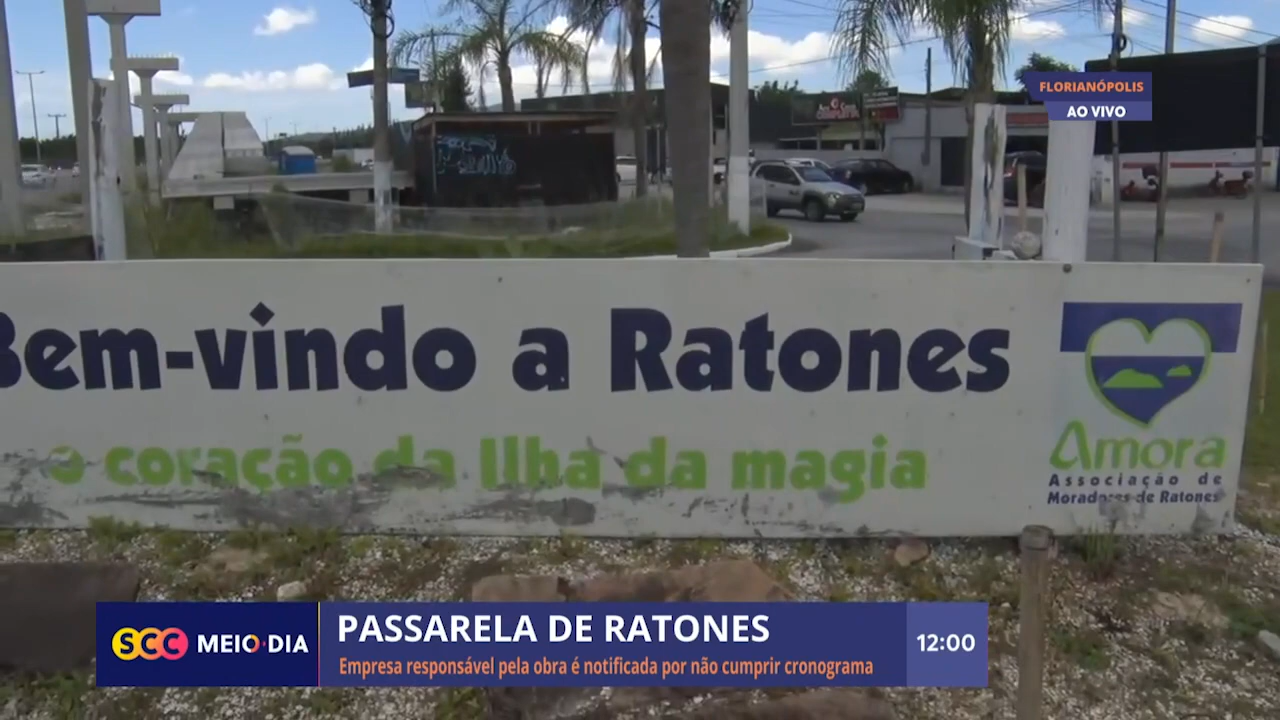 FLORIANÓPOLIS
AO VIVO
Bem-vindo a Ratones
o coração da Ilha da magia
Amora
Associação de
Moradores de Ratones
SCC MEIO-DIA
PASSARELA DE RATONES
Empresa responsável pela obra é notificada por não cumprir cronograma
12:00